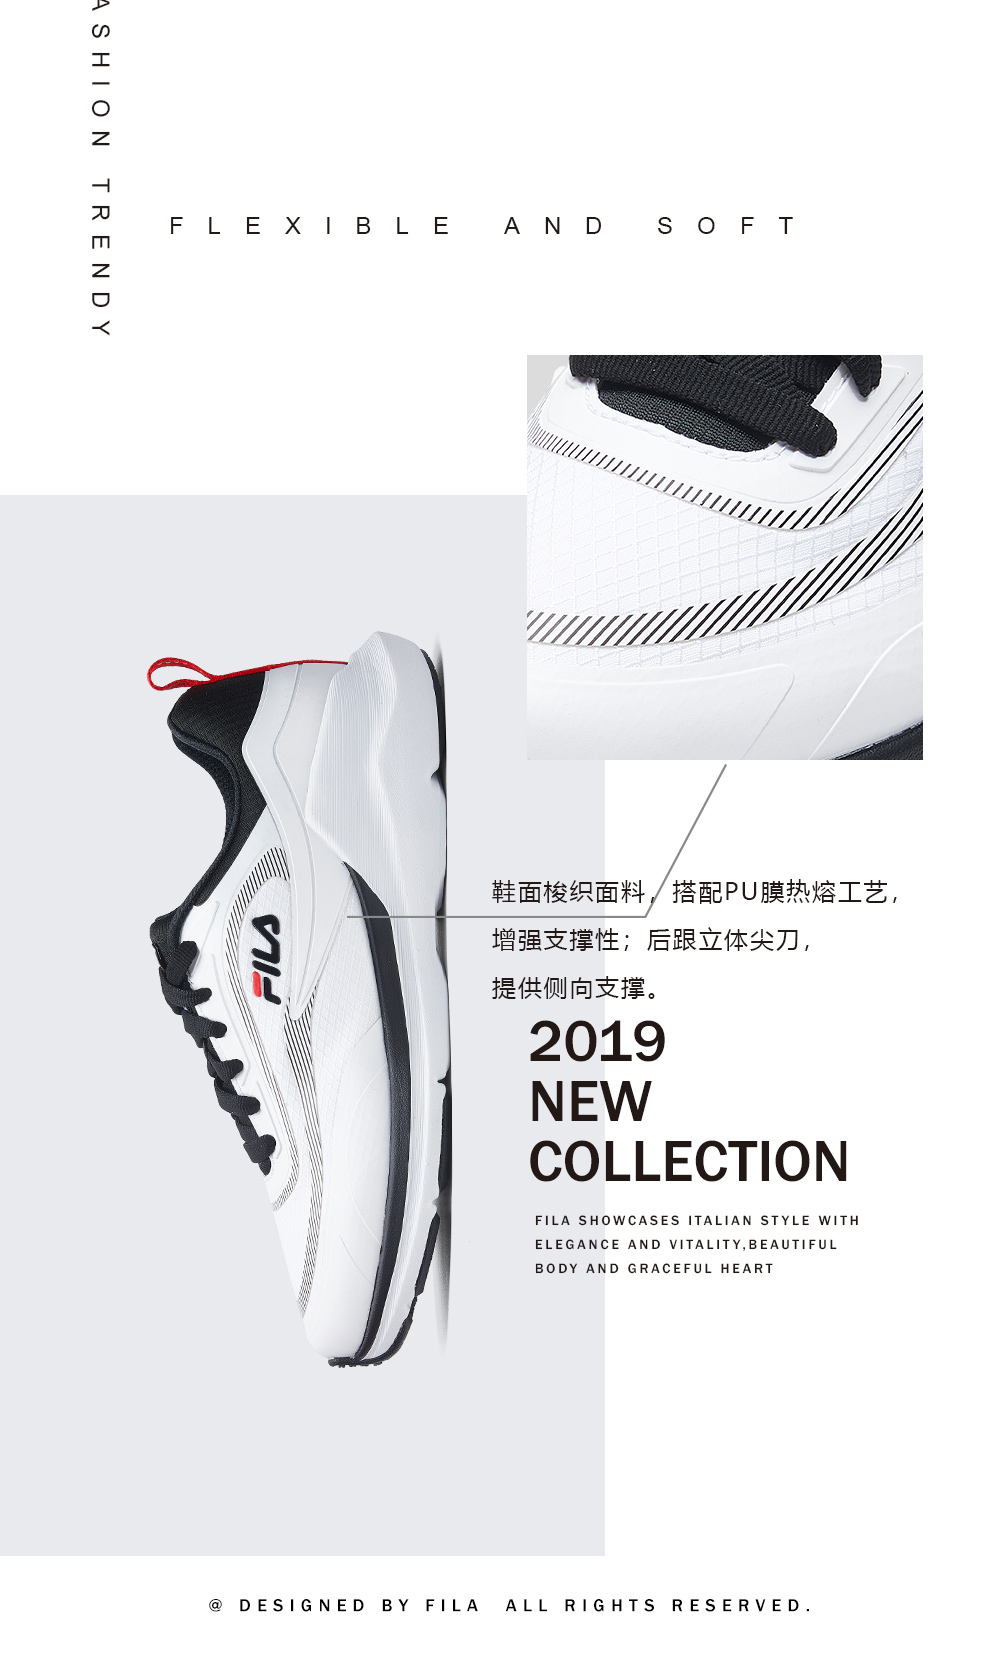 ASHION TRENDY
FLEXIBLE AND SOFT
鞋面梭织面料，搭配PU膜热熔工艺，
增强支撑性；后跟立体尖刀，
提供侧向支撑。
FILA
2019
NEW
COLLECTION
FILA SHOWCASES ITALIAN STYLE WITH
ELEGANCE AND VITALITY,BEAUTIFUL
BODY AND GRACEFUL HEART
@ DESIGNED BY FILA ALL RIGHTS RESERVED.